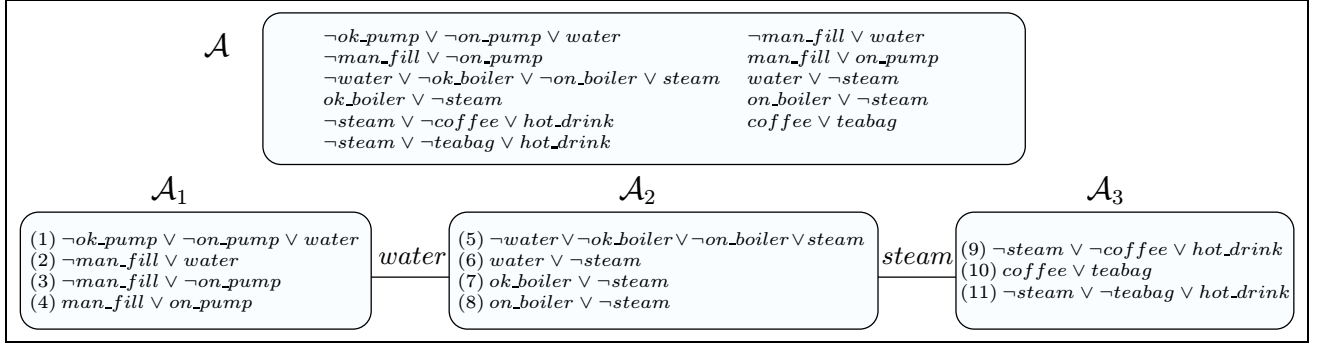 𝒜
¬ok_pump ∨ ¬on_pump ∨ water ¬man_fill ∨ water
¬man_fill ∨ ¬on_pump man_fill ∨ on_pump
¬water ∨ ¬ok_boiler ∨ ¬on_boiler ∨ steam water ∨ ¬steam
ok_boiler ∨ ¬steam on_boiler ∨ ¬steam
¬steam ∨ ¬coffee ∨ hot_drink coffee ∨ teabag
¬steam ∨ ¬teabag ∨ hot_drink
𝒜₁
(1) ¬ok_pump ∨ ¬on_pump ∨ water
(2) ¬man_fill ∨ water
(3) ¬man_fill ∨ ¬on_pump
(4) man_fill ∨ on_pump
water
𝒜₂
(5) ¬water∨¬ok_boiler∨¬on_boiler∨steam
(6) water ∨ ¬steam
(7) ok_boiler ∨ ¬steam
(8) on_boiler ∨ ¬steam
steam
𝒜₃
(9) ¬steam ∨ ¬coffee ∨ hot_drink
(10) coffee ∨ teabag
(11) ¬steam ∨ ¬teabag ∨ hot_drink